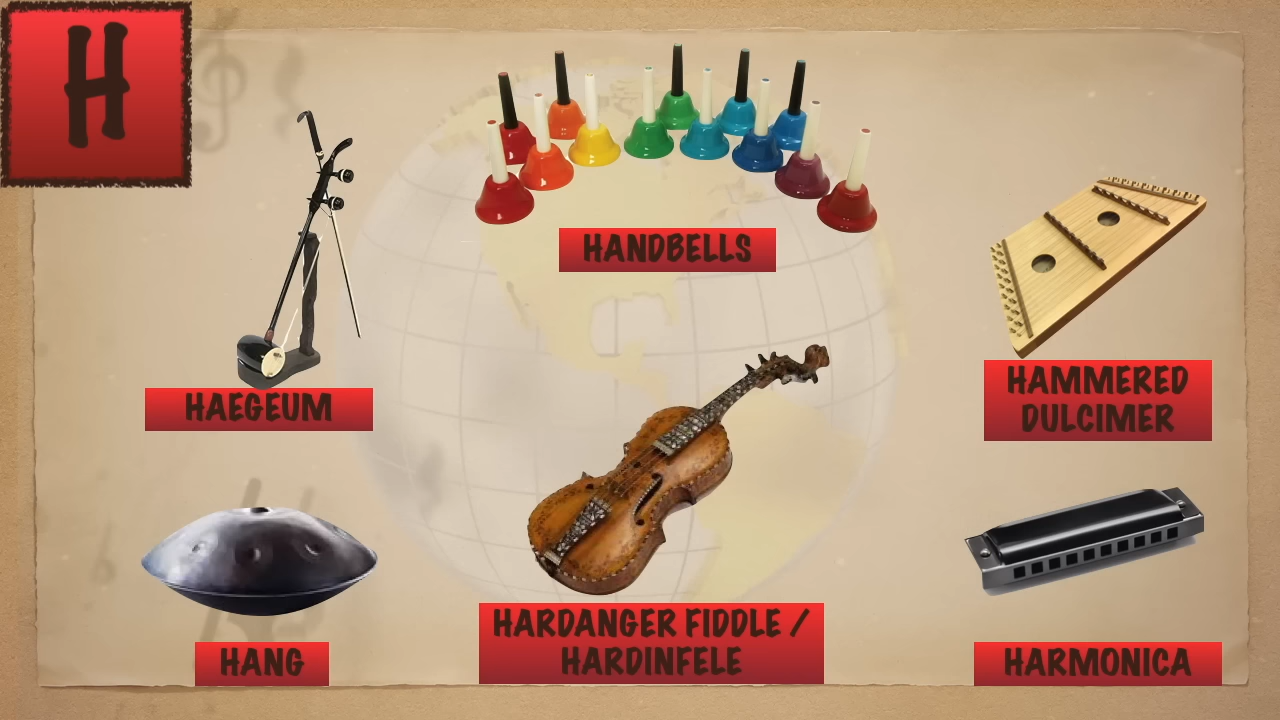 H
HANDBELLS
HAEGEUM
HAMMERED
DULCIMER
HANG
HARDANGER FIDDLE /
HARDINFELE
HARMONICA